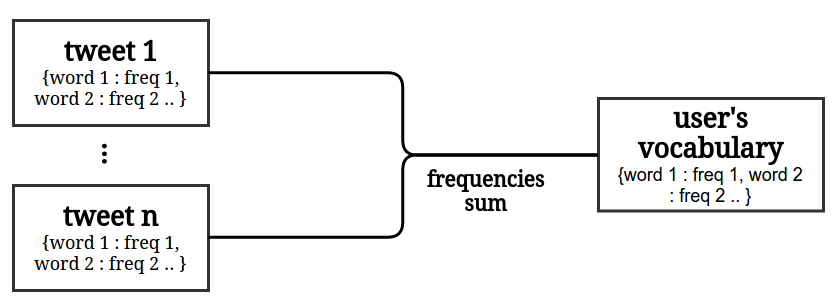 tweet 1
{word 1 : freq 1,
word 2 : freq 2 .. }
tweet n
{word 1 : freq 1,
word 2 : freq 2 .. }
frequencies
sum
user's
vocabulary
{word 1 : freq 1, word 2
: freq 2 .. }